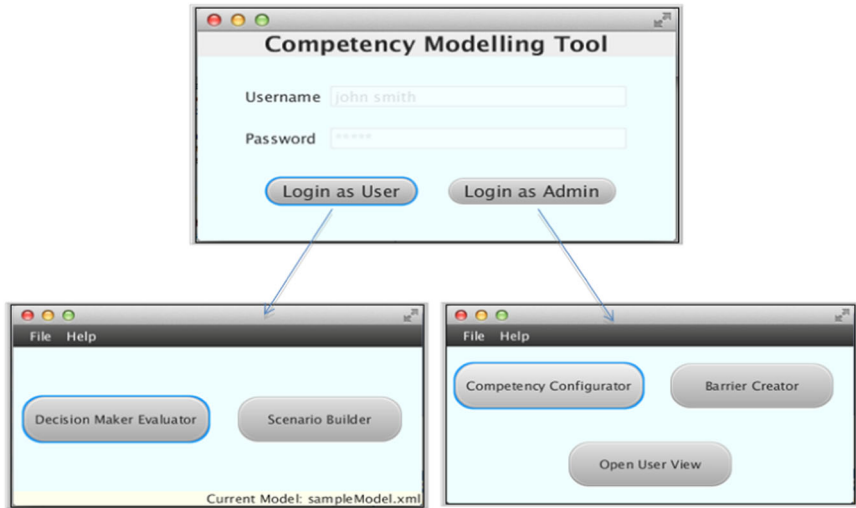 Competency Modelling Tool
Username john smith
Password *****
Login as User Login as Admin
File Help
Decision Maker Evaluator Scenario Builder
Current Model: sampleModel.xml
File Help
Competency Configurator Barrier Creator
Open User View